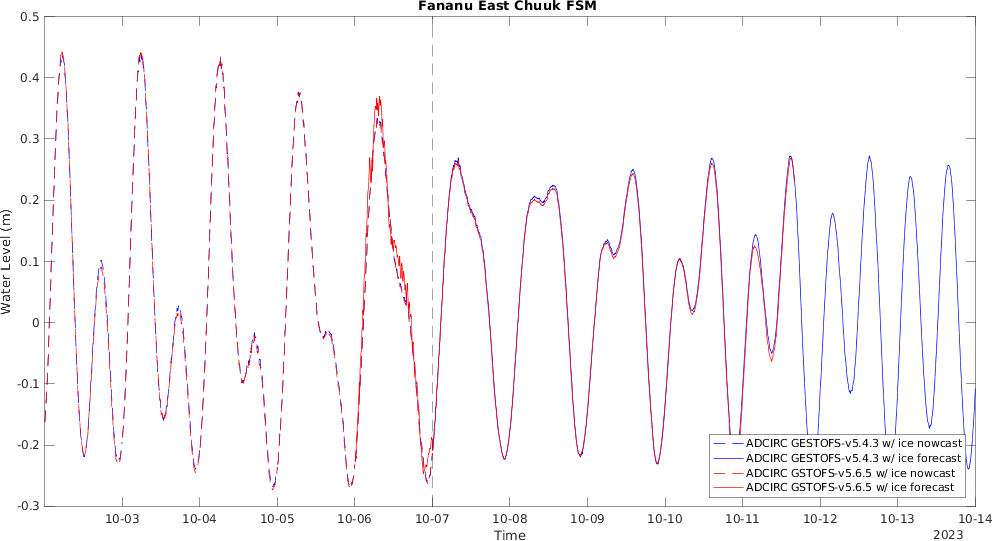 Fananu East Chuuk FSM
0.5
0.4
0.3
0.2
0.1
0
-0.1
-0.2
-0.3
Water Level (m)
ADCIRC GESTOFS-v5.4.3 w/ ice nowcast
ADCIRC GESTOFS-v5.4.3 w/ ice forecast
ADCIRC GSTOFS-v5.6.5 w/ ice nowcast
ADCIRC GSTOFS-v5.6.5 w/ ice forecast
10-03 10-04 10-05 10-06 10-07 10-08 10-09 10-10 10-11 10-12 10-13 10-14
Time
2023